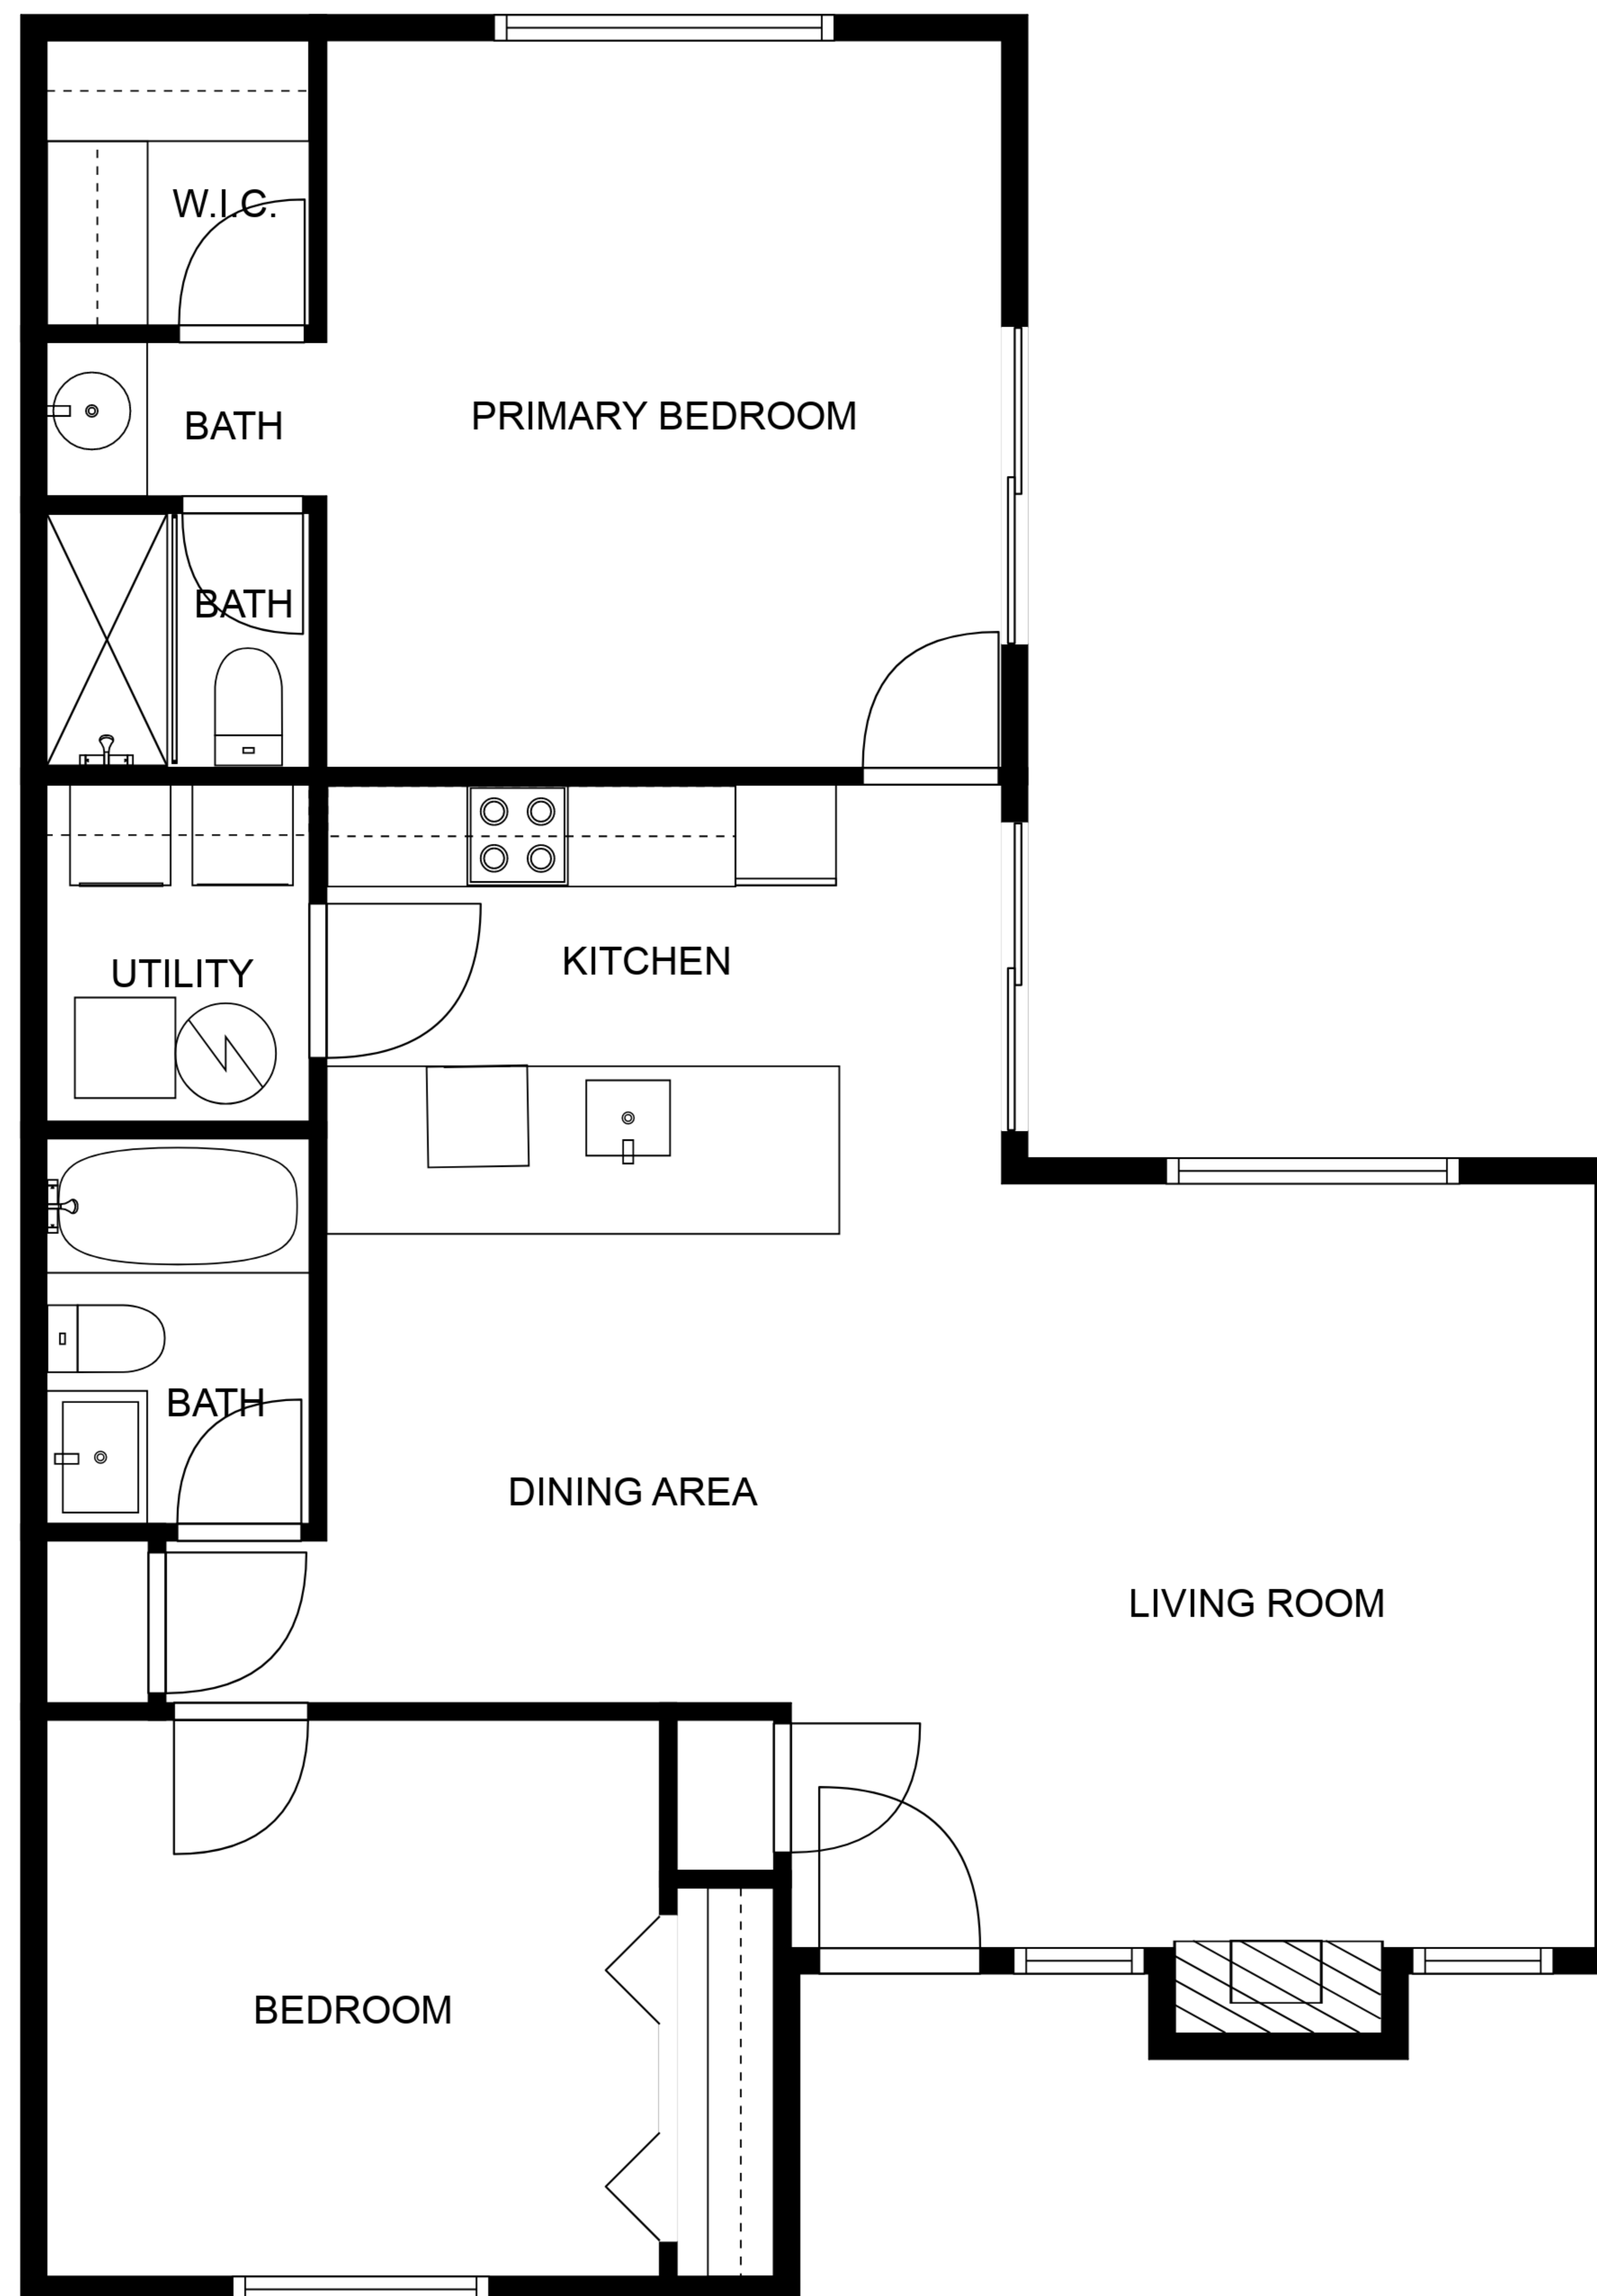 W.I.C.
BATH
PRIMARY BEDROOM
BATH
UTILITY
KITCHEN
BATH
DINING AREA
LIVING ROOM
BEDROOM